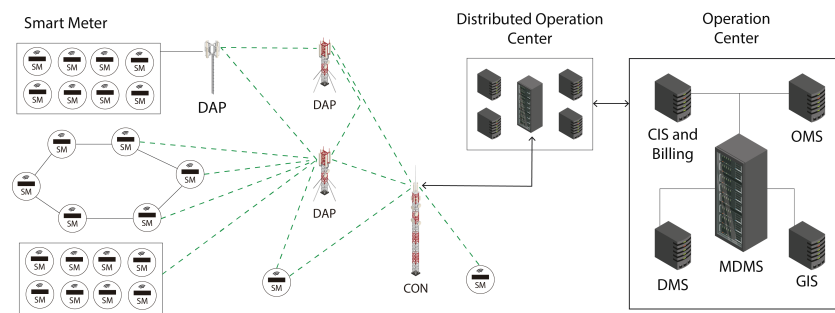 Smart Meter
SM SM SM SM
SM SM SM SM
DAP
DAP
Distributed Operation
Center
Operation
Center
CIS and
Billing
OMS
DMS
MDMS
GIS
SM
SM
SM
SM
SM
SM
DAP
SM SM SM SM
SM SM SM SM
SM
CON
SM